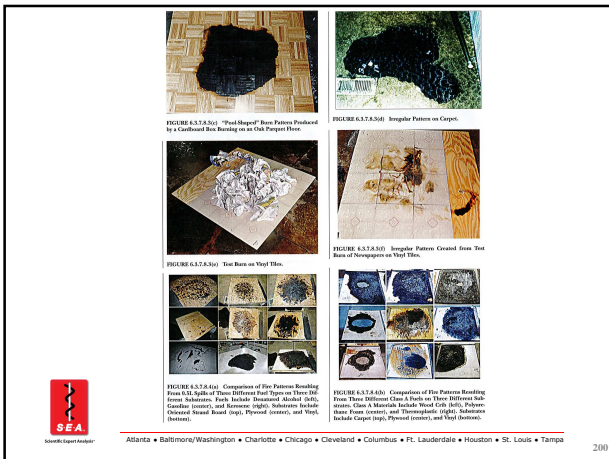 FIGURE 6.3.7.8.3(c) "Pool-Shaped" Burn Pattern Produced
by a Cardboard Box Burning on an Oak Parquet Floor.
FIGURE 6.3.7.8.3(d) Irregular Pattern on Carpet.
FIGURE 6.3.7.8.3(e) Test Burn on Vinyl Tiles.
FIGURE 6.3.7.8.3(f) Irregular Pattern Created from Test
Burn of Newspapers on Vinyl Tiles.
FIGURE 6.3.7.8.4(a) Comparison of Fire Patterns Resulting
From 0.5L Spills of Three Different Fuel Types on Three Dif-
ferent Substrates. Fuels Include Denatured Alcohol (left),
Gasoline (center), and Kerosene (right). Substrates Include
Oriented Strand Board (top), Plywood (center), and Vinyl,
(bottom).
FIGURE 6.3.7.8.4(b) Comparison of Fire Patterns Resulting
From Three Different Class A Fuels on Three Different Sub-
strates. Class A Materials Include Wood Crib (left), Polyure-
thane Foam (center), and Thermoplastic (right). Substrates
Include Carpet (top), Plywood (center), and Vinyl (bottom).
S·E·A
Scientific Expert Analysis™
Atlanta • Baltimore/Washington • Charlotte • Chicago • Cleveland • Columbus • Ft. Lauderdale • Houston • St. Louis • Tampa
200